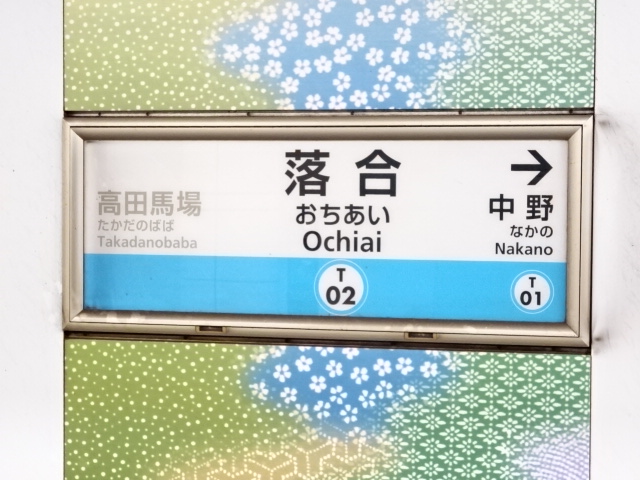 高田馬場
たかだのばば
Takadanobaba
落合
おちあい
Ochiai
T
02
→
中野
なかの
Nakano
T
01